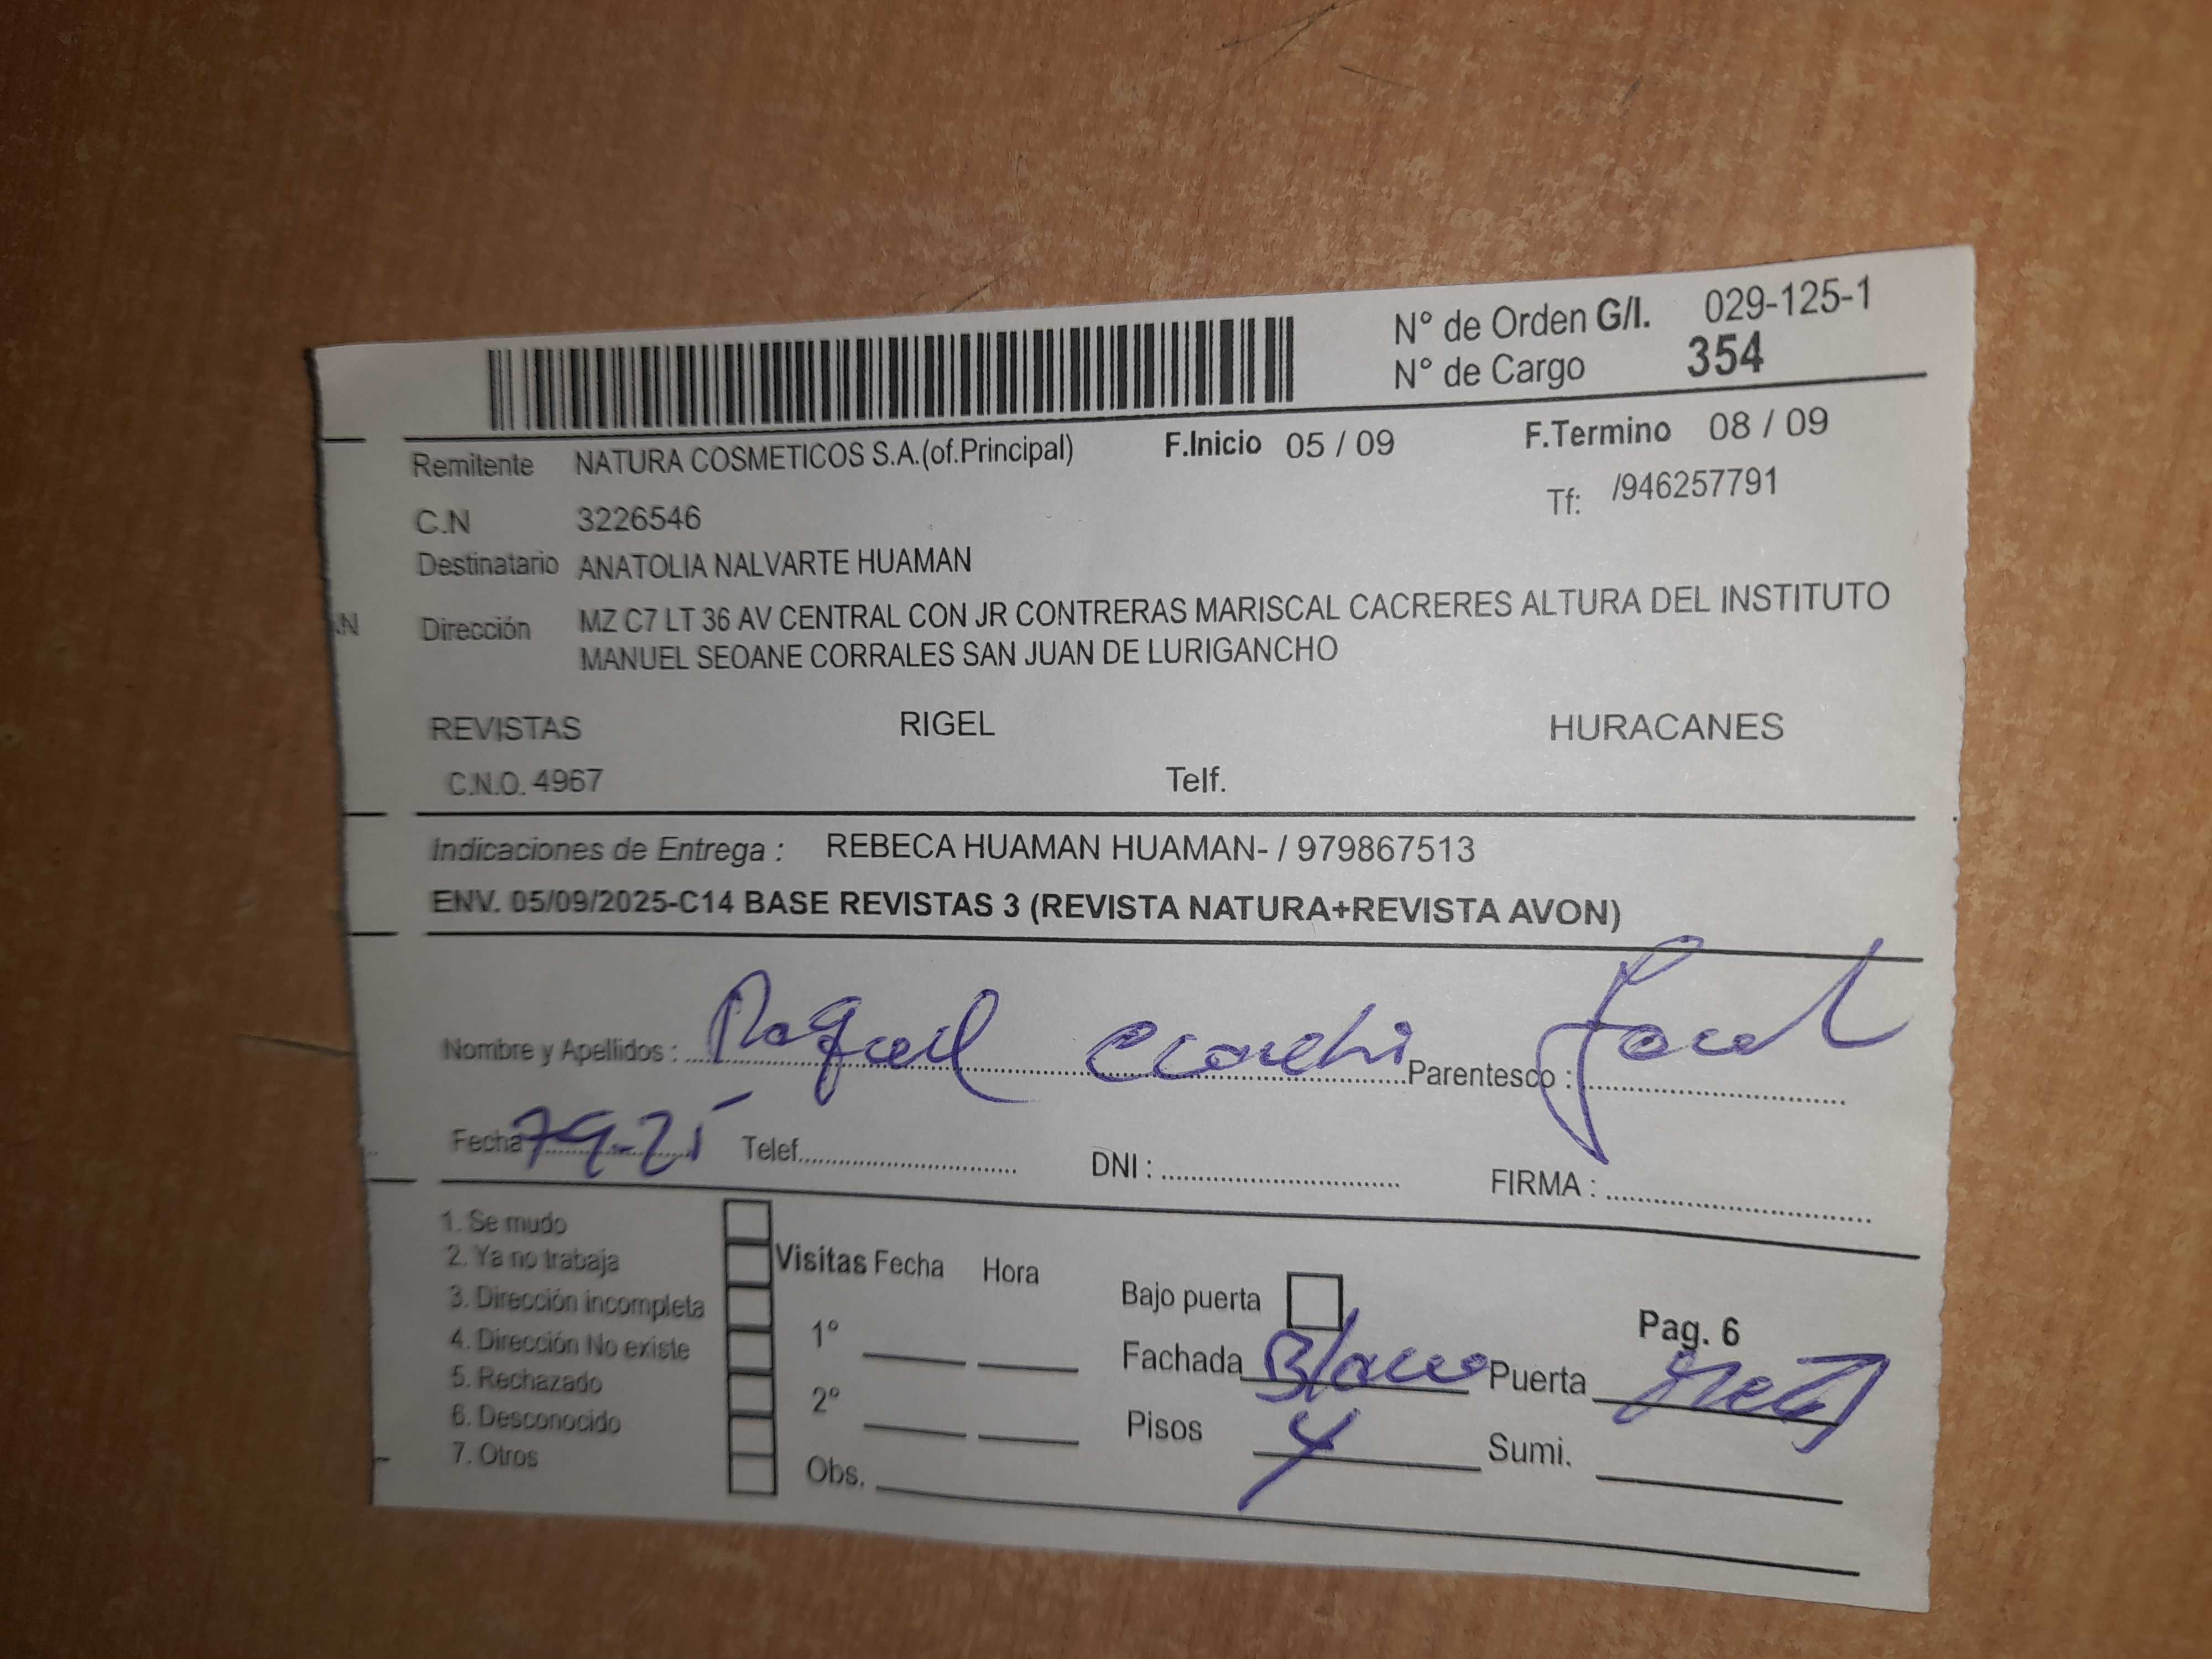 N° de Orden G/I. 029-125-1
N° de Cargo 354
Remitente NATURA COSMETICOS S.A.(of.Principal) F.Inicio 05 / 09 F.Termino 08 / 09
C.N 3226546 Tf: /946257791
Destinatario ANATOLIA NALVARTE HUAMAN
Dirección MZ C7 LT 36 AV CENTRAL CON JR CONTRERAS MARISCAL CACRERES ALTURA DEL INSTITUTO
MANUEL SEOANE CORRALES SAN JUAN DE LURIGANCHO
REVISTAS RIGEL HURACANES
C.N.O. 4967 Telf.
Indicaciones de Entrega : REBECA HUAMAN HUAMAN- / 979867513
ENV. 05/09/2025-C14 BASE REVISTAS 3 (REVISTA NATURA+REVISTA AVON)
Nombre y Apellidos : Raquel Parentesco :
Fecha 79-25 Telef. DNI : FIRMA :
1. Se mudo
2. Ya no trabaja Visitas Fecha Hora
3. Dirección incompleta Bajo puerta Pag. 6
4. Dirección No existe 1° Fachada Blanco Puerta
5. Rechazado
6. Desconocido 2° Pisos 4 Sumi.
7. Otros Obs.